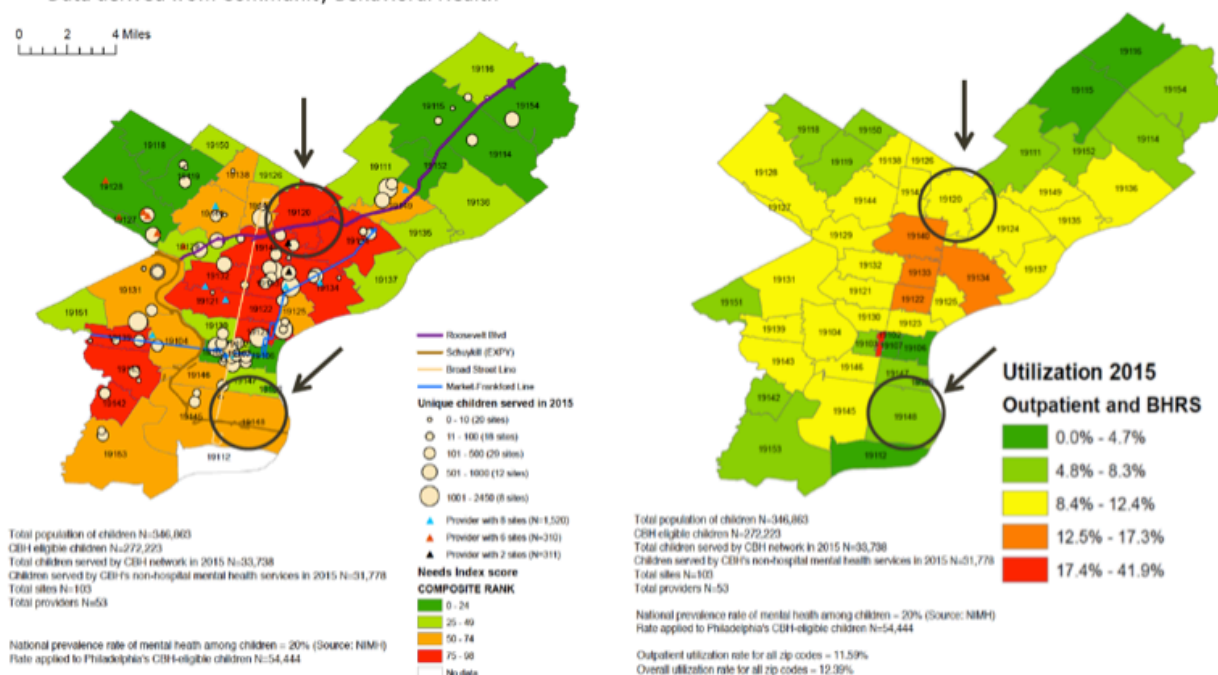 Data derived from Community Behavioral Health
0 2 4 Miles
19116
19154
19115
19114
19118
19150
19111
19152
19119
19138
19126
19128
19136
19120
19149
19127
19135
19137
19132
19131
19134
19121
19151
19122
19125
19130
19104
19139
19143
19146
19147
19142
19145
19148
19153
19112
Roosevelt Blvd
Schuylkill (EXPY)
Broad Street Line
Market-Frankford Line
Unique children served in 2015
0 - 10 (20 sites)
11 - 100 (18 sites)
101 - 500 (29 sites)
501 - 1000 (12 sites)
1001 - 2450 (8 sites)
Provider with 8 sites (N=1,520)
Provider with 6 sites (N=310)
Provider with 2 sites (N=311)
Needs Index score
COMPOSITE RANK
0 - 24
25 - 49
50 - 74
75 - 98
No data
Total population of children N=346,863
CBH eligible children N=272,223
Total children served by CBH network in 2015 N=33,738
Children served by CBH's non-hospital mental health services in 2015 N=31,778
Total sites N=103
Total providers N=53
National prevalence rate of mental heath among children = 20% (Source: NIMH)
Rate applied to Philadelphia's CBH-eligible children N=54,444
19116
19115
19154
19118
19150
19114
19111
19152
19119
19138
19126
19128
19149
19136
19120
19144
19127
19135
19129
19140
19124
19137
19132
19133
19134
19131
19121
19122
19125
19151
19130
19123
19139
19104
19103
19107
19106
19143
19146
19147
19142
19145
19148
19153
19112
Utilization 2015
Outpatient and BHRS
0.0% - 4.7%
4.8% - 8.3%
8.4% - 12.4%
12.5% - 17.3%
17.4% - 41.9%
Total population of children N=346,863
CBH eligible children N=272,223
Total children served by CBH network in 2015 N=33,738
Children served by CBH's non-hospital mental health services in 2015 N=31,778
Total sites N=103
Total providers N=53
National prevalence rate of mental heath among children = 20% (Source: NIMH)
Rate applied to Philadelphia's CBH-eligible children N=54,444
Outpatient utilization rate for all zip codes = 11.59%
Overall utilization rate for all zip codes = 12.39%